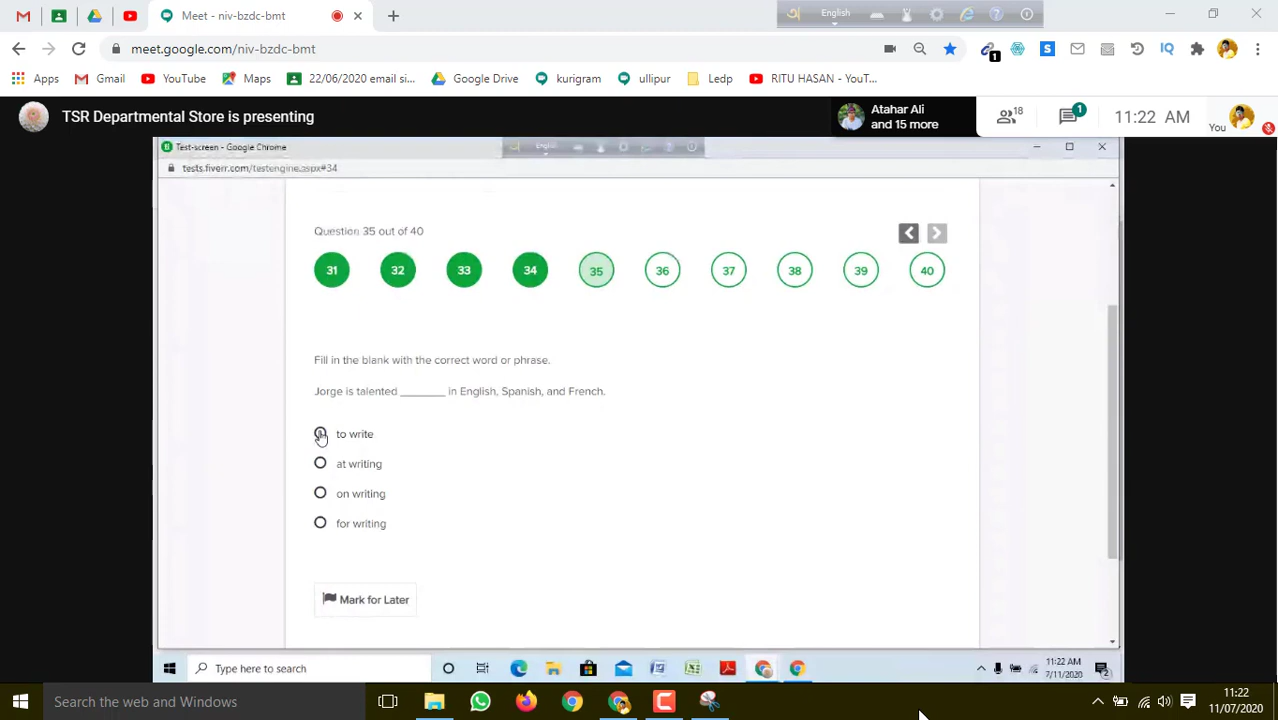 Meet - niv-bzdc-bmt
English
meet.google.com/niv-bzdc-bmt
1
S
IQ
Apps
Gmail
YouTube
Maps
22/06/2020 email si...
Google Drive
kurigram
ullipur
Ledp
RITU HASAN - YouT...
TSR Departmental Store is presenting
Atahar Ali
and 15 more
18
1
11:22 AM
You
Test-screen - Google Chrome
English
tests.fiverr.com/testengine.aspx#34
Question 35 out of 40
31 32 33 34 35 36 37 38 39 40
Fill in the blank with the correct word or phrase.
Jorge is talented _______ in English, Spanish, and French.
to write
at writing
on writing
for writing
Mark for Later
Type here to search
11:22 AM
7/11/2020
2
Search the web and Windows
11:22
11/07/2020